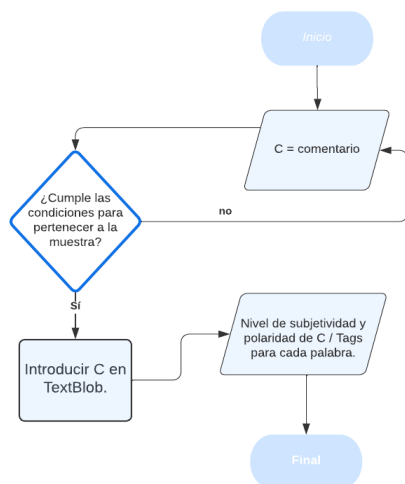 Inicio
C = comentario
¿Cumple las
condiciones para
pertenecer a la
muestra?
no
Sí
Introducir C en
TextBlob.
Nivel de subjetividad y
polaridad de C / Tags
para cada palabra.
Final